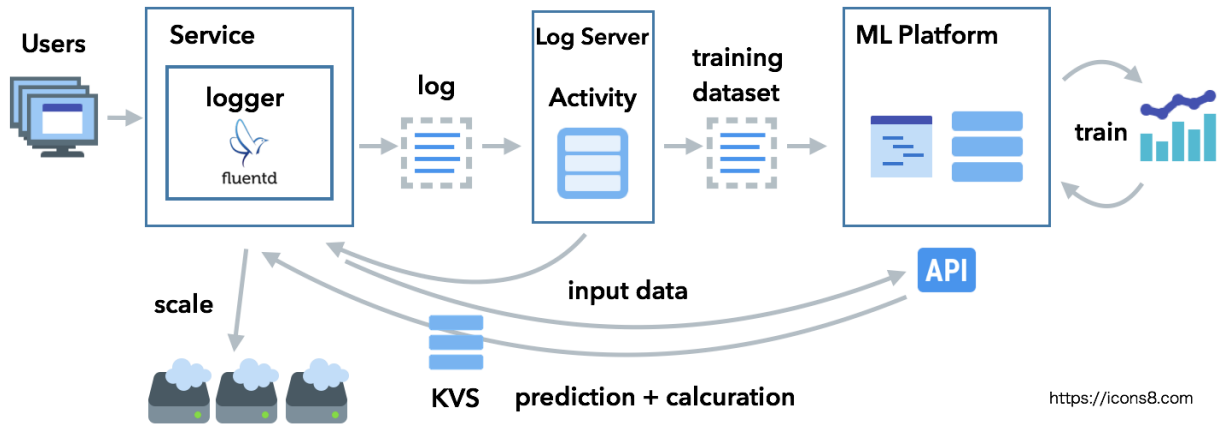 Users
Service
logger
fluentd
log
Log Server
Activity
training
dataset
ML Platform
train
scale
input data
API
KVS
prediction + calcuration
https://icons8.com